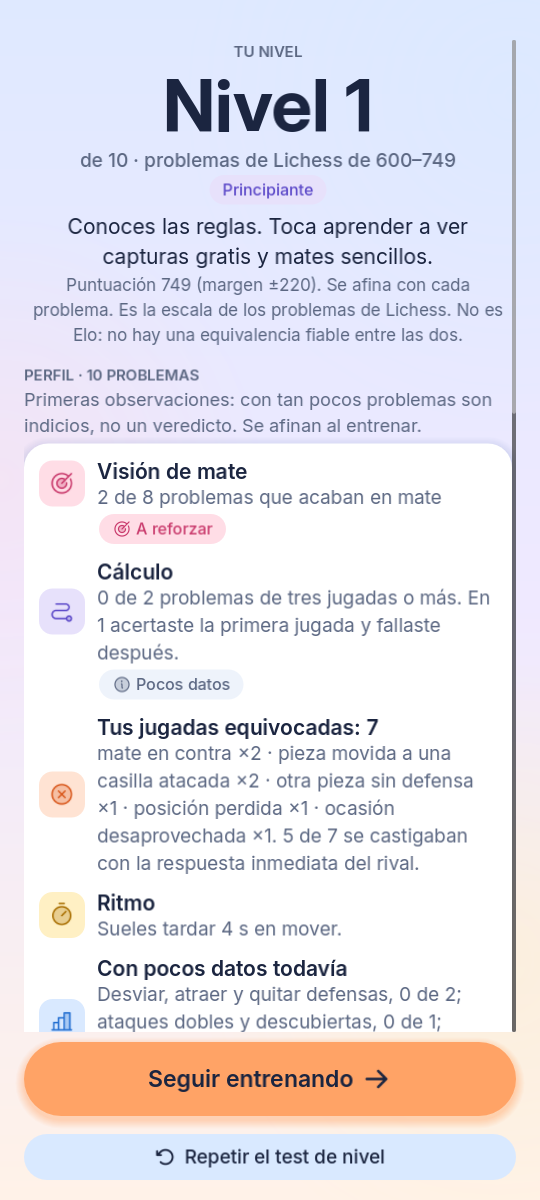 TU NIVEL
Nivel 1
de 10 · problemas de Lichess de 600–749
Principiante
Conoces las reglas. Toca aprender a ver
capturas gratis y mates sencillos.
Puntuación 749 (margen ±220). Se afina con cada
problema. Es la escala de los problemas de Lichess. No es
Elo: no hay una equivalencia fiable entre las dos.
PERFIL · 10 PROBLEMAS
Primeras observaciones: con tan pocos problemas son
indicios, no un veredicto. Se afinan al entrenar.
Visión de mate
2 de 8 problemas que acaban en mate
A reforzar
Cálculo
0 de 2 problemas de tres jugadas o más. En
1 acertaste la primera jugada y fallaste
después.
Pocos datos
Tus jugadas equivocadas: 7
mate en contra ×2 · pieza movida a una
casilla atacada ×2 · otra pieza sin defensa
×1 · posición perdida ×1 · ocasión
desaprovechada ×1. 5 de 7 se castigaban
con la respuesta inmediata del rival.
Ritmo
Sueles tardar 4 s en mover.
Con pocos datos todavía
Desviar, atraer y quitar defensas, 0 de 2;
ataques dobles y descubiertas, 0 de 1;
Seguir entrenando
Repetir el test de nivel